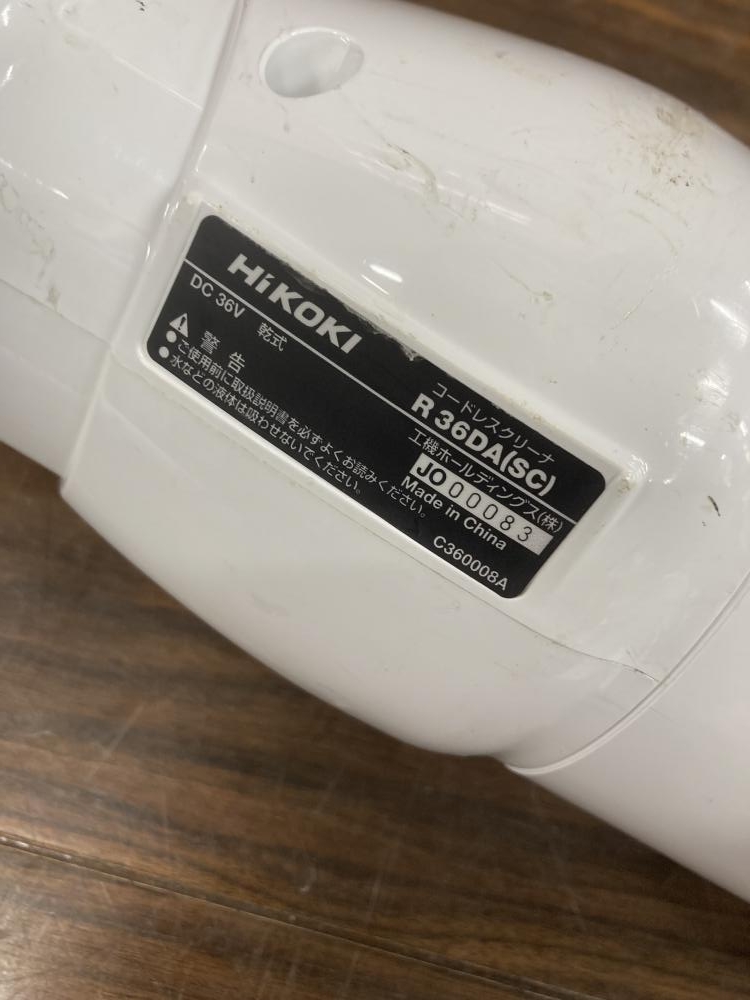 HiKOKI
コードレスクリーナ
DC 36V 乾式
R 36DA(SC)
警告
●ご使用前に取扱説明書を必ずよくお読みください。
●水などの液体は吸わせないでください。
工機ホールディングス(株)
JO 00083
Made in China
C360008A